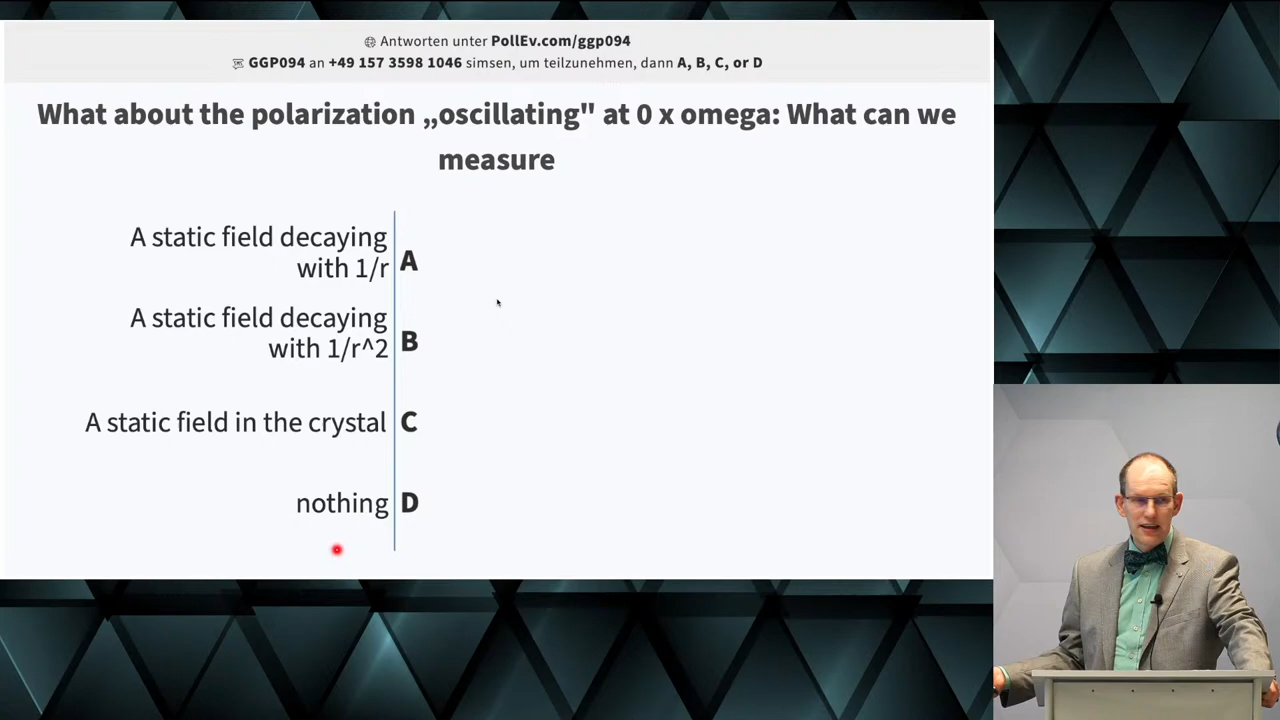 Antworten unter PollEv.com/ggp094
GGP094 an +49 157 3598 1046 simsen, um teilzunehmen, dann A, B, C, or D
What about the polarization „oscillating" at 0 x omega: What can we
measure
A static field decaying
with 1/r
A
A static field decaying
with 1/r^2
B
A static field in the crystal
C
nothing
D